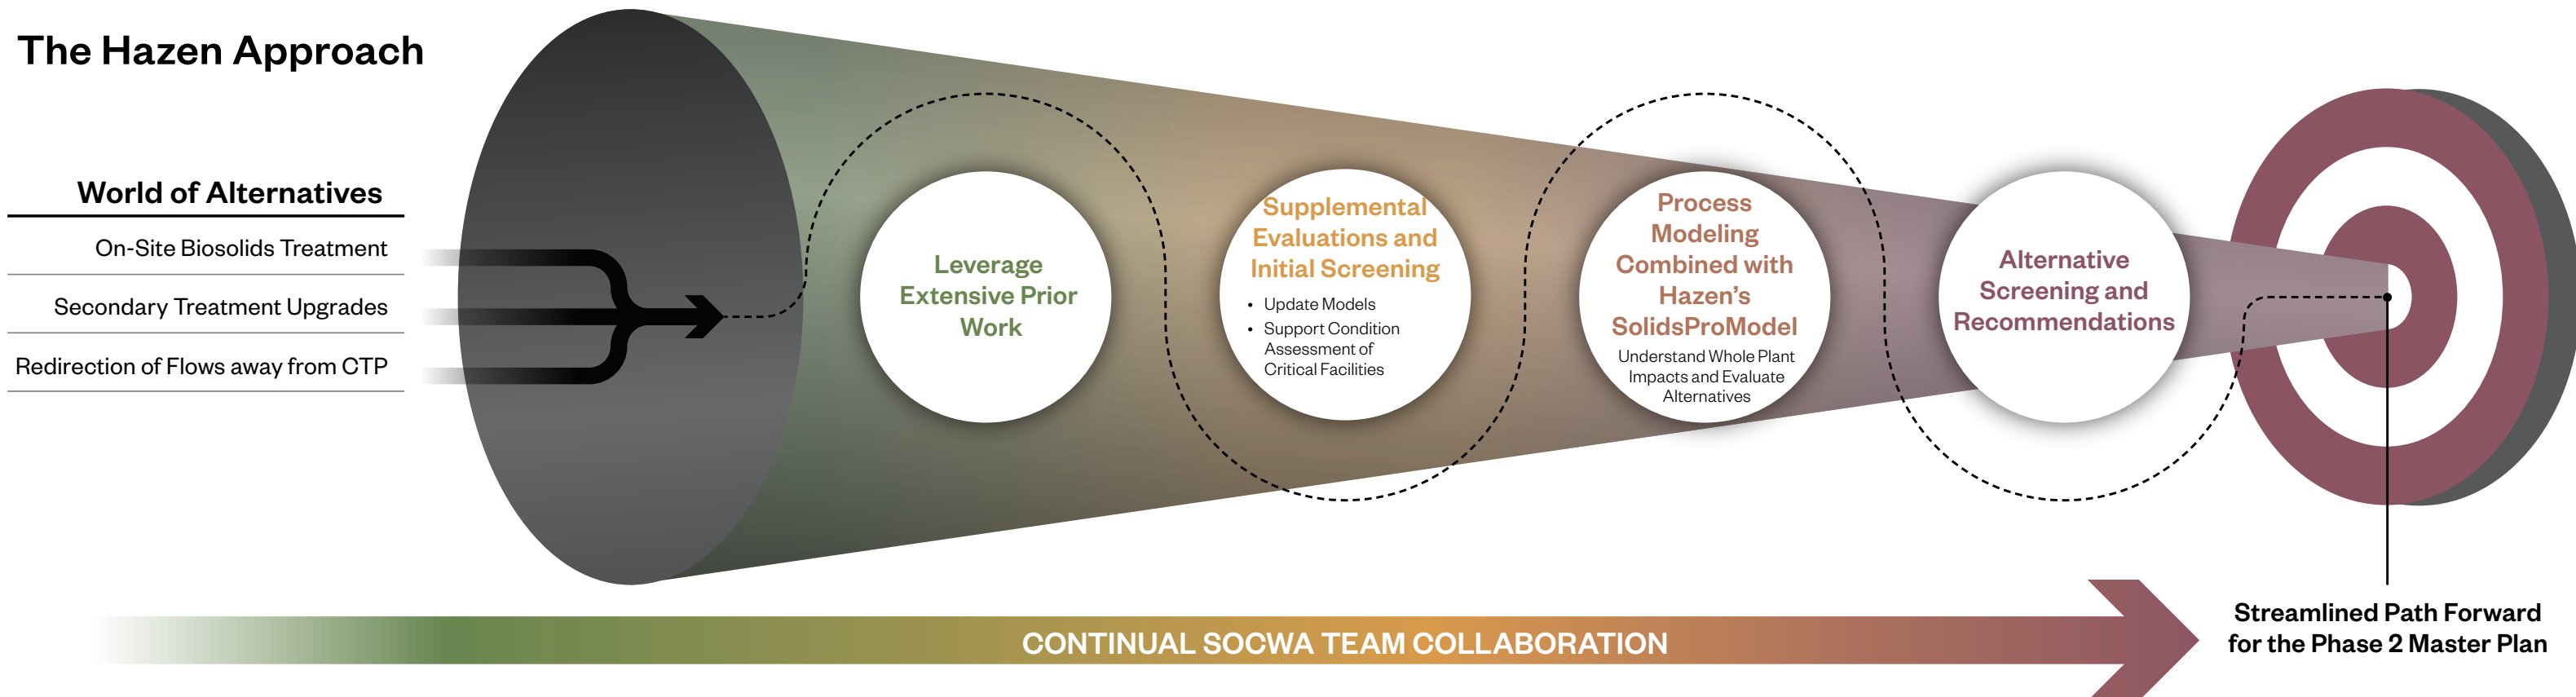 The Hazen Approach
World of Alternatives
On-Site Biosolids Treatment
Secondary Treatment Upgrades
Redirection of Flows away from CTP
Leverage
Extensive Prior
Work
Supplemental
Evaluations and
Initial Screening
• Update Models
• Support Condition
Assessment of
Critical Facilities
Process
Modeling
Combined with
Hazen's
SolidsProModel
Understand Whole Plant
Impacts and Evaluate
Alternatives
Alternative
Screening and
Recommendations
Streamlined Path Forward
for the Phase 2 Master Plan
CONTINUAL SOCWA TEAM COLLABORATION